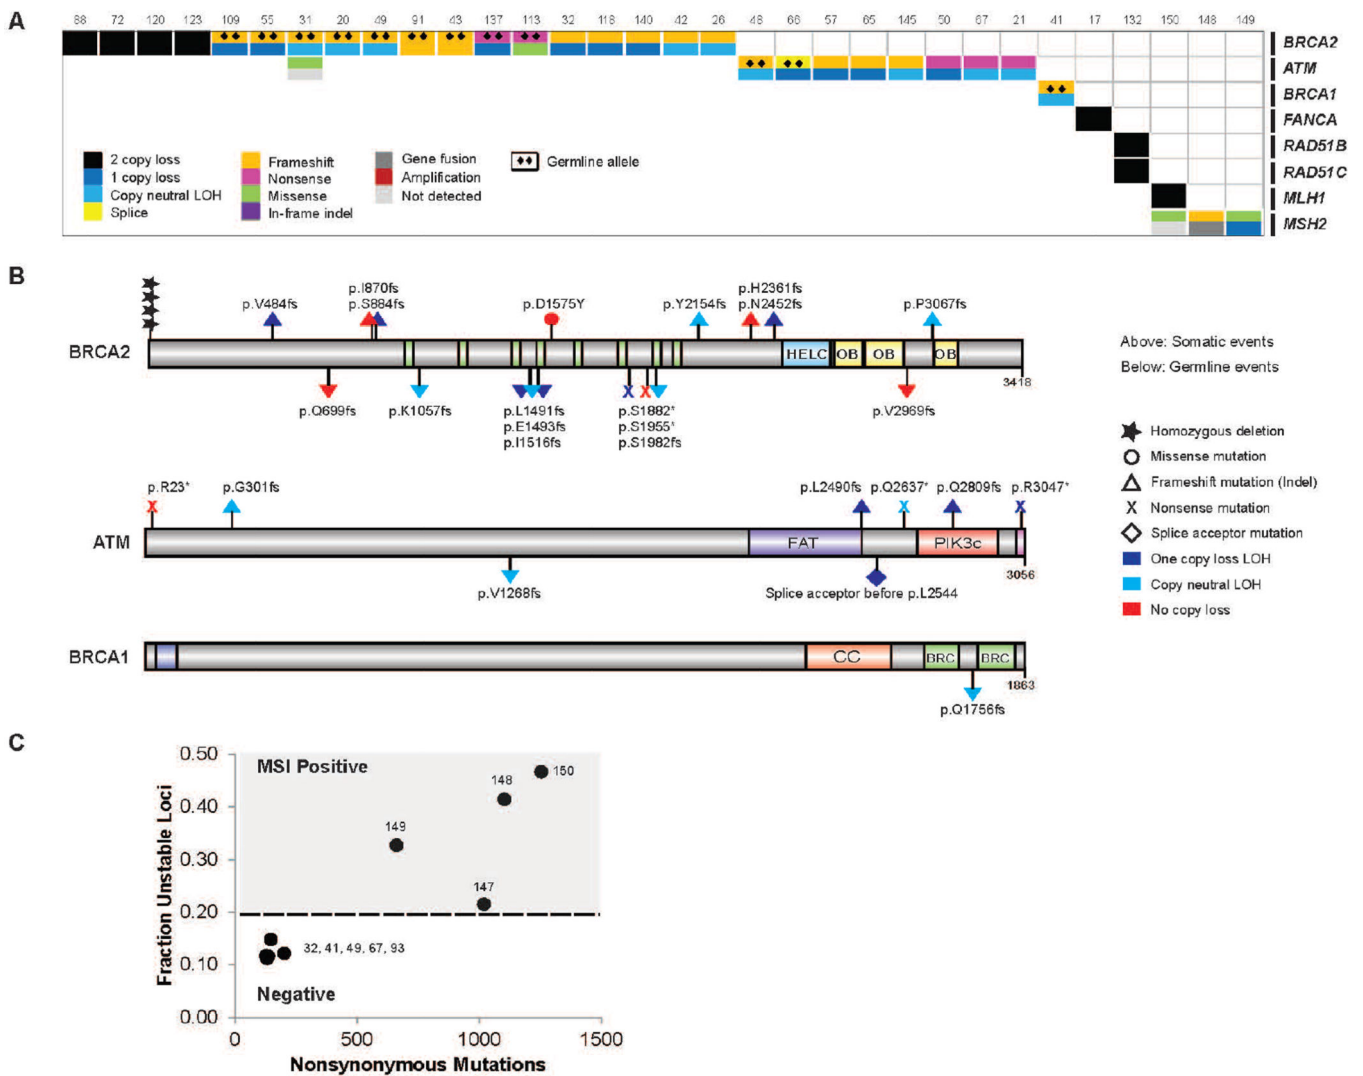 A
88 72 120 123 109 55 31 20 49 91 43 137 113 32 118 140 42 26 48 66 57 65 145 50 67 21 41 17 132 150 148 149
BRCA2
ATM
BRCA1
FANCA
RAD51B
RAD51C
MLH1
MSH2
2 copy loss
1 copy loss
Copy neutral LOH
Splice
Frameshift
Nonsense
Missense
In-frame indel
Gene fusion
Amplification
Not detected
Germline allele
B
p.V484fs
p.I870fs
p.S884fs
p.D1575Y
p.Y2154fs
p.H2361fs
p.N2452fs
p.P3067fs
BRCA2
HELC OB OB OB
3418
p.Q699fs
p.K1057fs
p.L1491fs
p.E1493fs
p.I1516fs
p.S1882*
p.S1955*
p.S1982fs
p.V2969fs
Above: Somatic events
Below: Germline events
Homozygous deletion
Missense mutation
Frameshift mutation (Indel)
Nonsense mutation
Splice acceptor mutation
One copy loss LOH
Copy neutral LOH
No copy loss
p.R23*
p.G301fs
p.L2490fs
p.Q2637*
p.Q2809fs
p.R3047*
ATM
FAT PIK3c
3056
p.V1268fs
Splice acceptor before p.L2544
BRCA1
CC BRC BRC
1863
p.Q1756fs
C
Fraction Unstable Loci
0.50
0.40
0.30
0.20
0.10
0.00
MSI Positive
148
150
149
147
32, 41, 49, 67, 93
Negative
0 500 1000 1500
Nonsynonymous Mutations